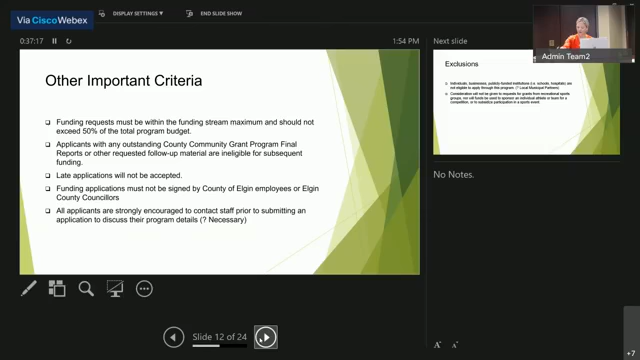 Via Cisco Webex
DISPLAY SETTINGS
END SLIDE SHOW
0:37:17
1:54 PM
Other Important Criteria
Funding requests must be within the funding stream maximum and should not
exceed 50% of the total program budget.
Applicants with any outstanding County Community Grant Program Final
Reports or other requested follow-up material are ineligible for subsequent
funding.
Late applications will not be accepted.
Funding applications must not be signed by County of Elgin employees or Elgin
County Councillors
All applicants are strongly encouraged to contact staff prior to submitting an
application to discuss their program details (? Necessary)
Slide 12 of 24
Next slide
Exclusions
Individuals, businesses, publicly-funded institutions (i.e. schools, hospitals) are
not eligible to apply through this program. (? Local Municipal Partners)
Consideration will not be given to requests for grants from recreational sports
groups, nor will funds be used to sponsor an individual athlete or team for a
competition, or to subsidize participation in a sports event
No Notes.
Admin Team2
A A
+7